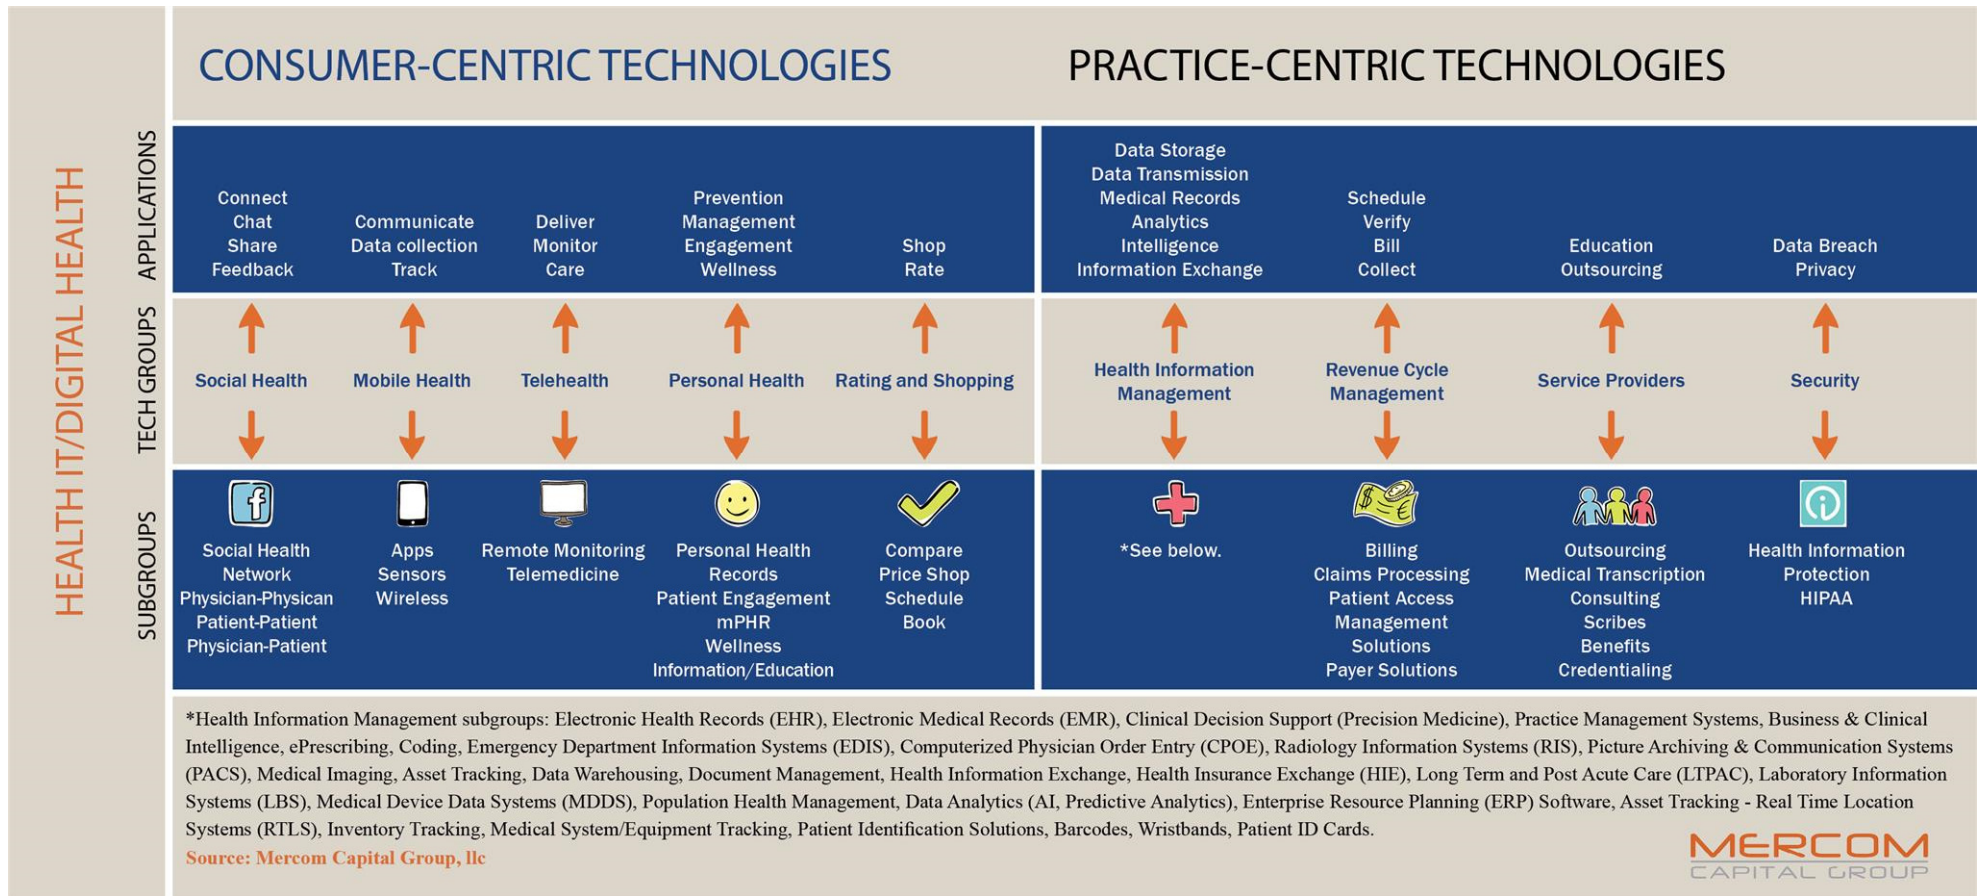 CONSUMER-CENTRIC TECHNOLOGIES
PRACTICE-CENTRIC TECHNOLOGIES
HEALTH IT/DIGITAL HEALTH
APPLICATIONS
Connect
Chat
Share
Feedback
Communicate
Data collection
Track
Deliver
Monitor
Care
Prevention
Management
Engagement
Wellness
Shop
Rate
Data Storage
Data Transmission
Medical Records
Analytics
Intelligence
Information Exchange
Schedule
Verify
Bill
Collect
Education
Outsourcing
Data Breach
Privacy
TECH GROUPS
Social Health
Mobile Health
Telehealth
Personal Health
Rating and Shopping
Health Information
Management
Revenue Cycle
Management
Service Providers
Security
SUBGROUPS
f
Social Health
Network
Physician-Physican
Patient-Patient
Physician-Patient
Apps
Sensors
Wireless
Remote Monitoring
Telemedicine
Personal Health
Records
Patient Engagement
mPHR
Wellness
Information/Education
Compare
Price Shop
Schedule
Book
*See below.
$
Billing
Claims Processing
Patient Access
Management
Solutions
Payer Solutions
Outsourcing
Medical Transcription
Consulting
Scribes
Benefits
Credentialing
i
Health Information
Protection
HIPAA
*Health Information Management subgroups: Electronic Health Records (EHR), Electronic Medical Records (EMR), Clinical Decision Support (Precision Medicine), Practice Management Systems, Business & Clinical
Intelligence, ePrescribing, Coding, Emergency Department Information Systems (EDIS), Computerized Physician Order Entry (CPOE), Radiology Information Systems (RIS), Picture Archiving & Communication Systems
(PACS), Medical Imaging, Asset Tracking, Data Warehousing, Document Management, Health Information Exchange, Health Insurance Exchange (HIE), Long Term and Post Acute Care (LTPAC), Laboratory Information
Systems (LBS), Medical Device Data Systems (MDDS), Population Health Management, Data Analytics (AI, Predictive Analytics), Enterprise Resource Planning (ERP) Software, Asset Tracking - Real Time Location
Systems (RTLS), Inventory Tracking, Medical System/Equipment Tracking, Patient Identification Solutions, Barcodes, Wristbands, Patient ID Cards.
Source: Mercom Capital Group, llc
MERCOM
CAPITAL GROUP